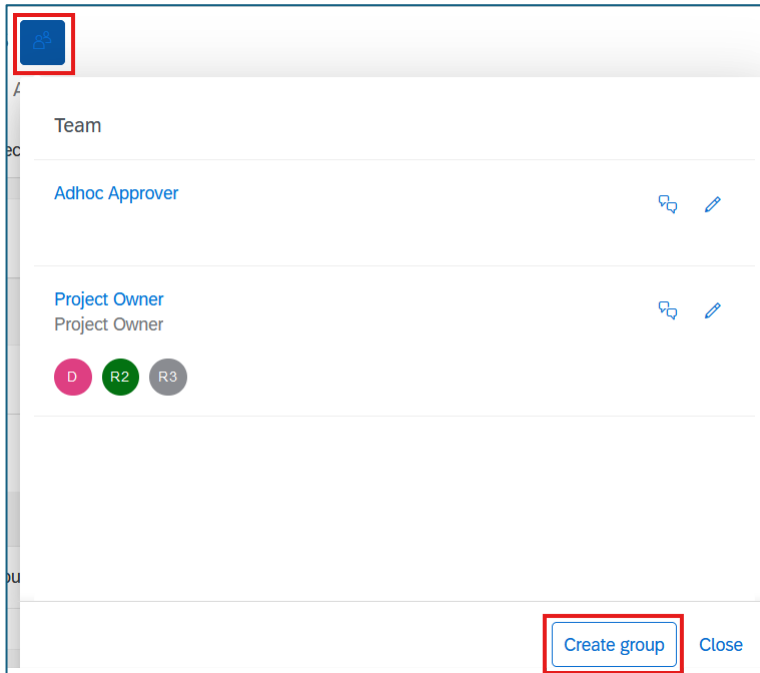 Team
Adhoc Approver
Project Owner
Project Owner
D R2 R3
Create group Close